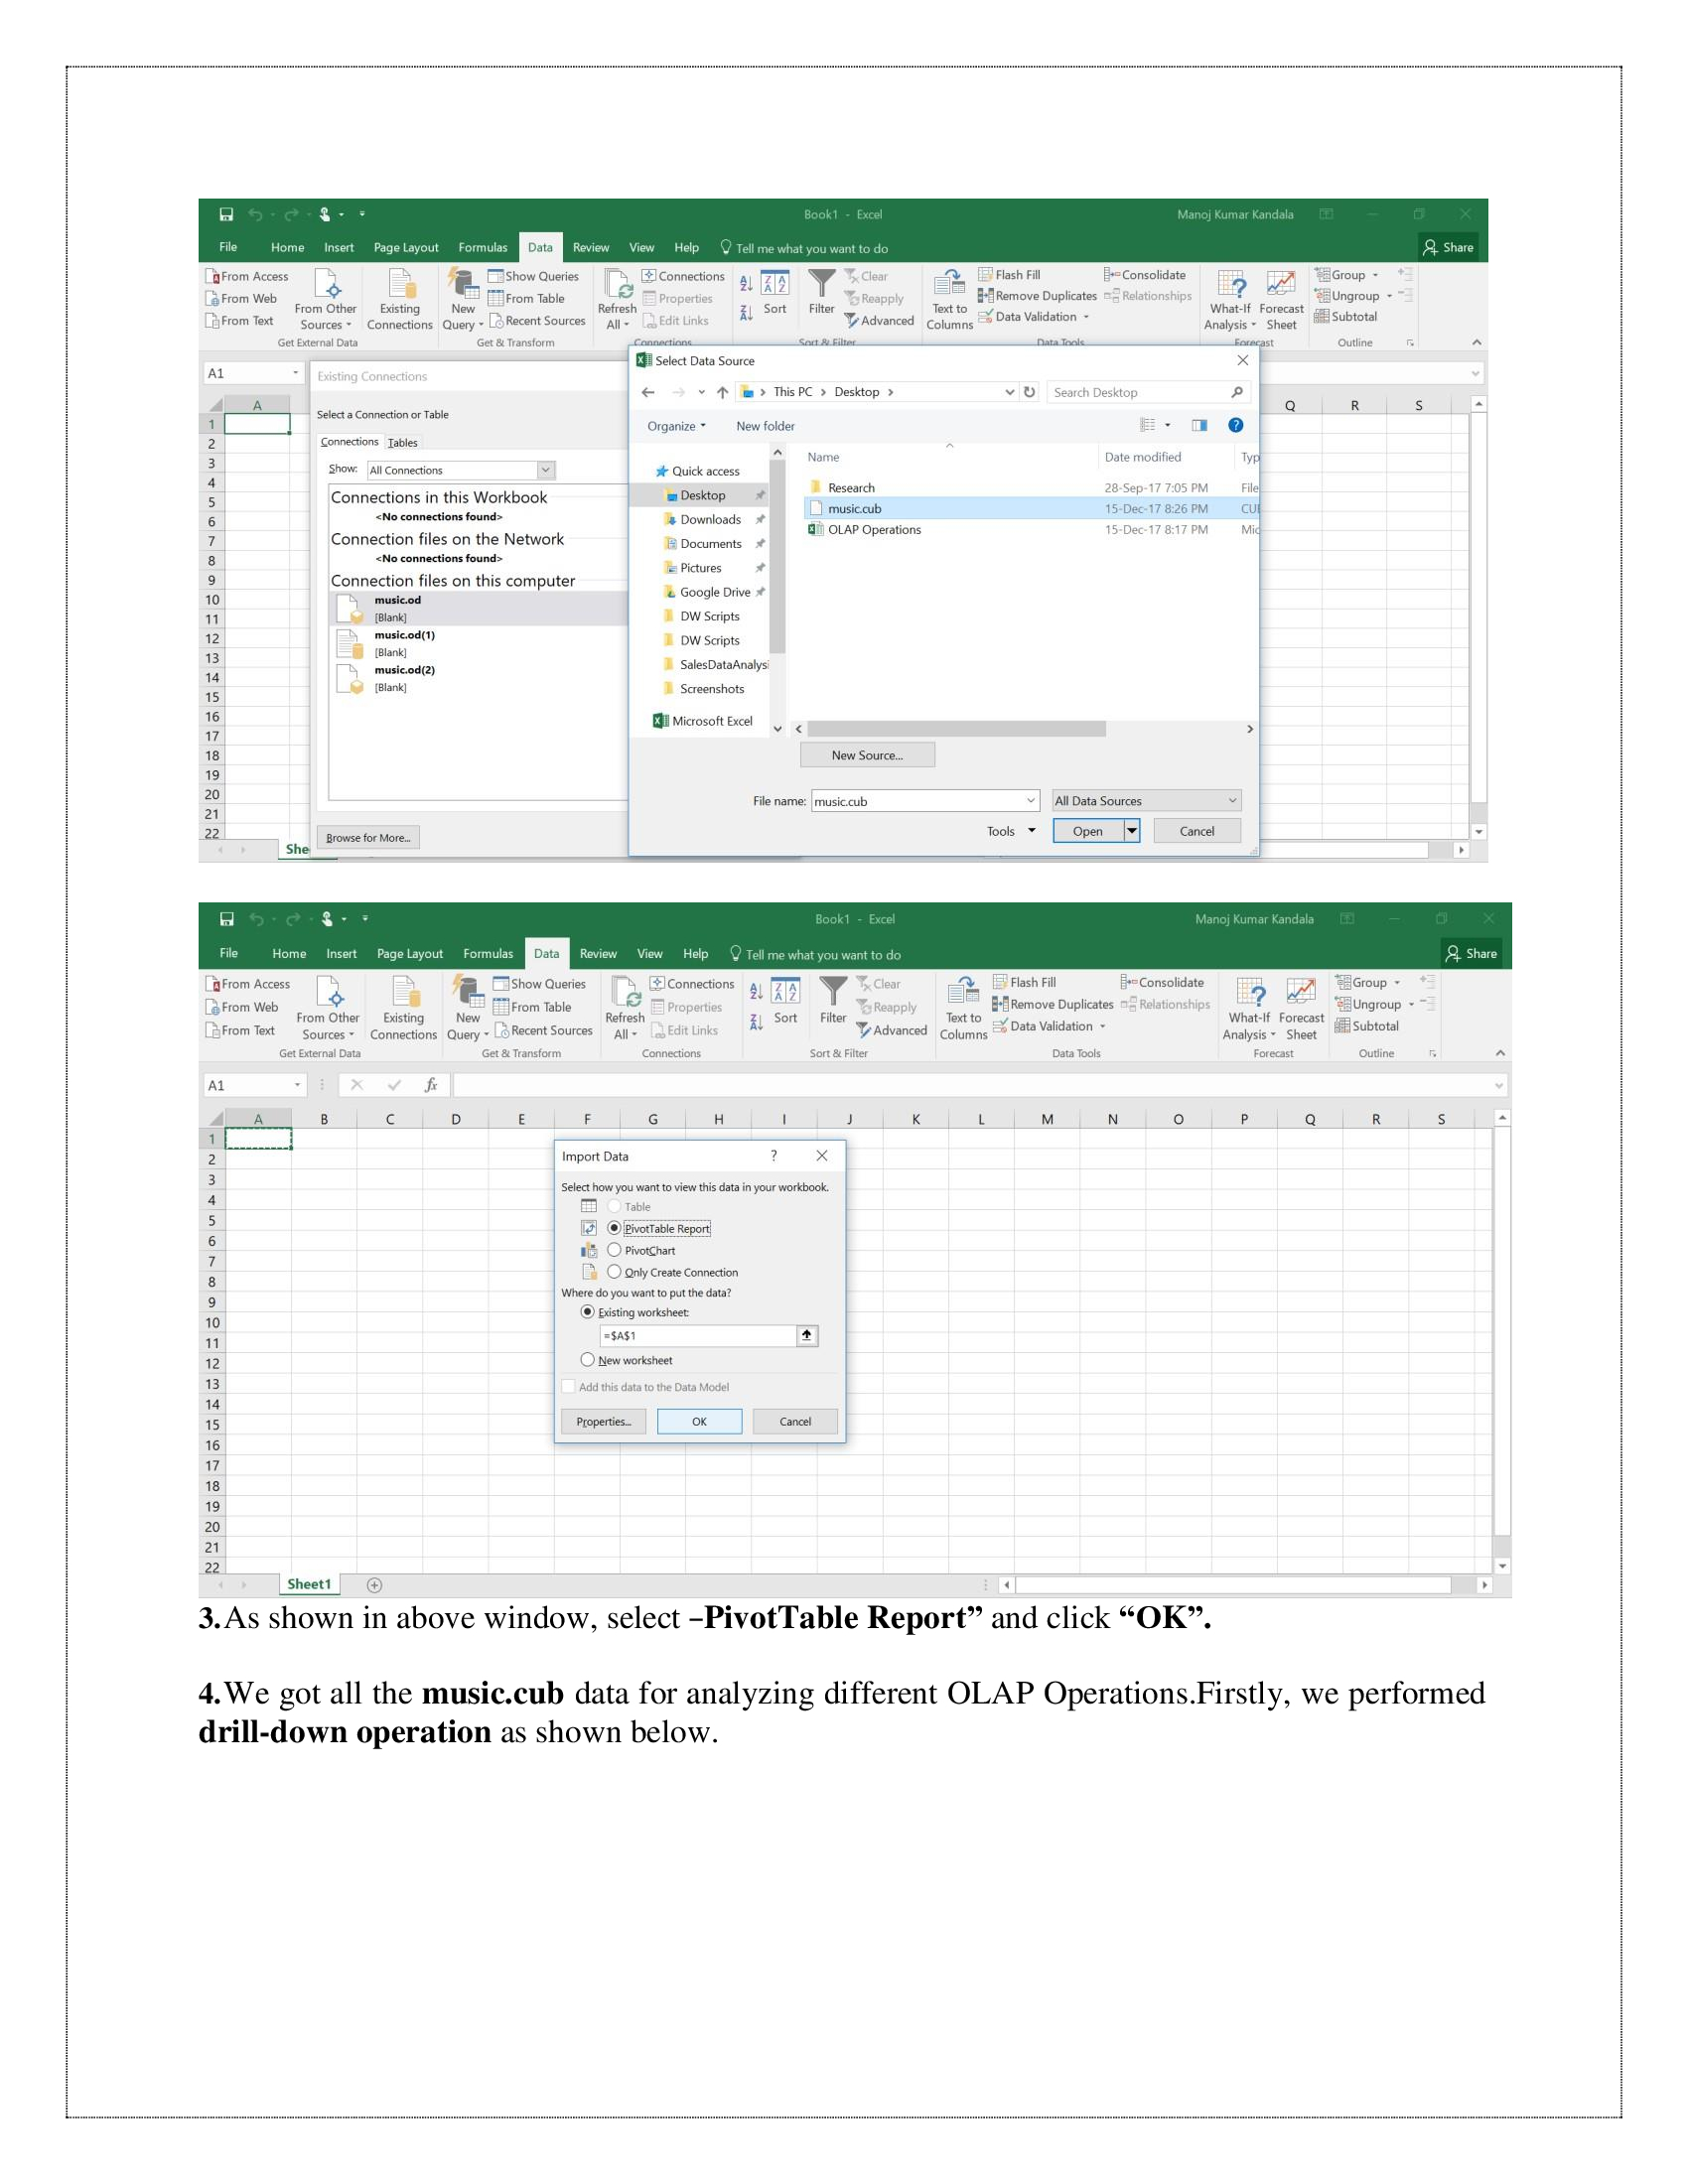 Book1 - Excel
Manoj Kumar Kandala
File Home Insert Page Layout Formulas Data Review View Help Tell me what you want to do Share
From Access
From Web
From Text
From Other Sources
Existing Connections
Get External Data
New Query
Show Queries
From Table
Recent Sources
Get & Transform
Refresh All
Connections
Properties
Edit Links
Connections
Sort
Filter
Clear
Reapply
Advanced
Sort & Filter
Text to Columns
Flash Fill
Remove Duplicates
Data Validation
Consolidate
Relationships
Data Tools
What-If Analysis
Forecast Sheet
Forecast
Group
Ungroup
Subtotal
Outline
A1
A Q R S
1
2
3
4
5
6
7
8
9
10
11
12
13
14
15
16
17
18
19
20
21
22
She
Existing Connections
Select a Connection or Table
Connections Tables
Show: All Connections
Connections in this Workbook
<No connections found>
Connection files on the Network
<No connections found>
Connection files on this computer
music.od
[Blank]
music.od(1)
[Blank]
music.od(2)
[Blank]
Browse for More...
Select Data Source
This PC > Desktop >
Search Desktop
Organize New folder
Quick access
Desktop
Downloads
Documents
Pictures
Google Drive
DW Scripts
DW Scripts
SalesDataAnalysi
Screenshots
Microsoft Excel
Name Date modified Typ
Research 28-Sep-17 7:05 PM File
music.cub 15-Dec-17 8:26 PM CUI
OLAP Operations 15-Dec-17 8:17 PM Mic
New Source...
File name: music.cub All Data Sources
Tools Open Cancel
Book1 - Excel
Manoj Kumar Kandala
File Home Insert Page Layout Formulas Data Review View Help Tell me what you want to do Share
From Access
From Web
From Text
From Other Sources
Existing Connections
Get External Data
New Query
Show Queries
From Table
Recent Sources
Get & Transform
Refresh All
Connections
Properties
Edit Links
Connections
Sort
Filter
Clear
Reapply
Advanced
Sort & Filter
Text to Columns
Flash Fill
Remove Duplicates
Data Validation
Consolidate
Relationships
Data Tools
What-If Analysis
Forecast Sheet
Forecast
Group
Ungroup
Subtotal
Outline
A1 fx
A B C D E F G H I J K L M N O P Q R S
1
2
3
4
5
6
7
8
9
10
11
12
13
14
15
16
17
18
19
20
21
22
Import Data ?
Select how you want to view this data in your workbook.
Table
PivotTable Report
PivotChart
Only Create Connection
Where do you want to put the data?
Existing worksheet:
=$A$1
New worksheet
Add this data to the Data Model
Properties... OK Cancel
Sheet1
3.As shown in above window, select –PivotTable Report” and click “OK”.
4.We got all the music.cub data for analyzing different OLAP Operations.Firstly, we performed
drill-down operation as shown below.